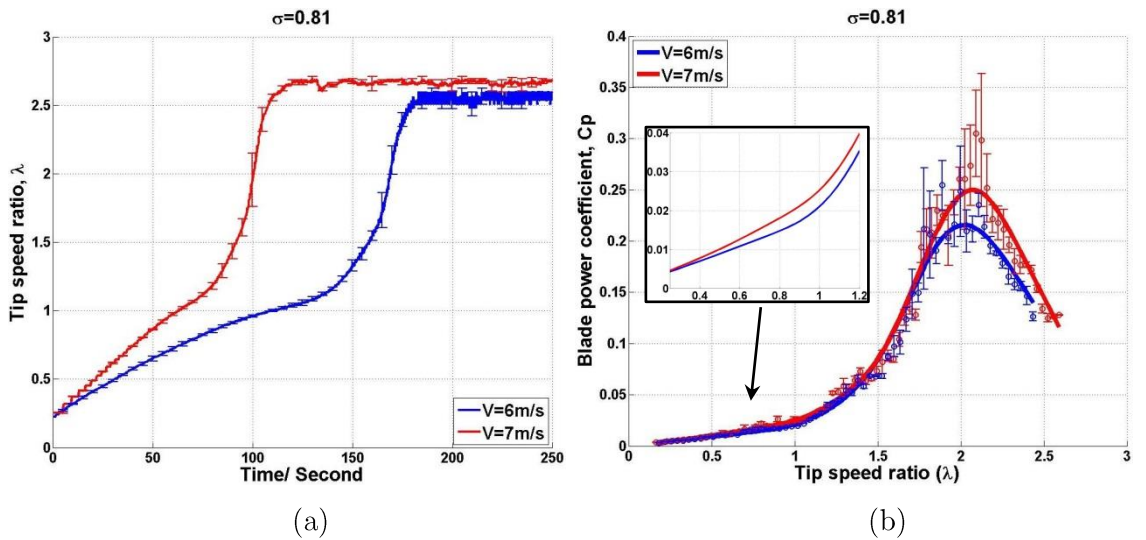 σ=0.81
Tip speed ratio, λ
3
2.5
2
1.5
1
0.5
0
0 50 100 150 200 250
Time/ Second
V=6m/s
V=7m/s
(a)
σ=0.81
V=6m/s
V=7m/s
Blade power coefficient, Cp
0.4
0.35
0.3
0.25
0.2
0.15
0.1
0.05
0
0.04
0.03
0.02
0.01
0
0.4 0.6 0.8 1 1.2
0 0.5 1 1.5 2 2.5 3
Tip speed ratio (λ)
(b)